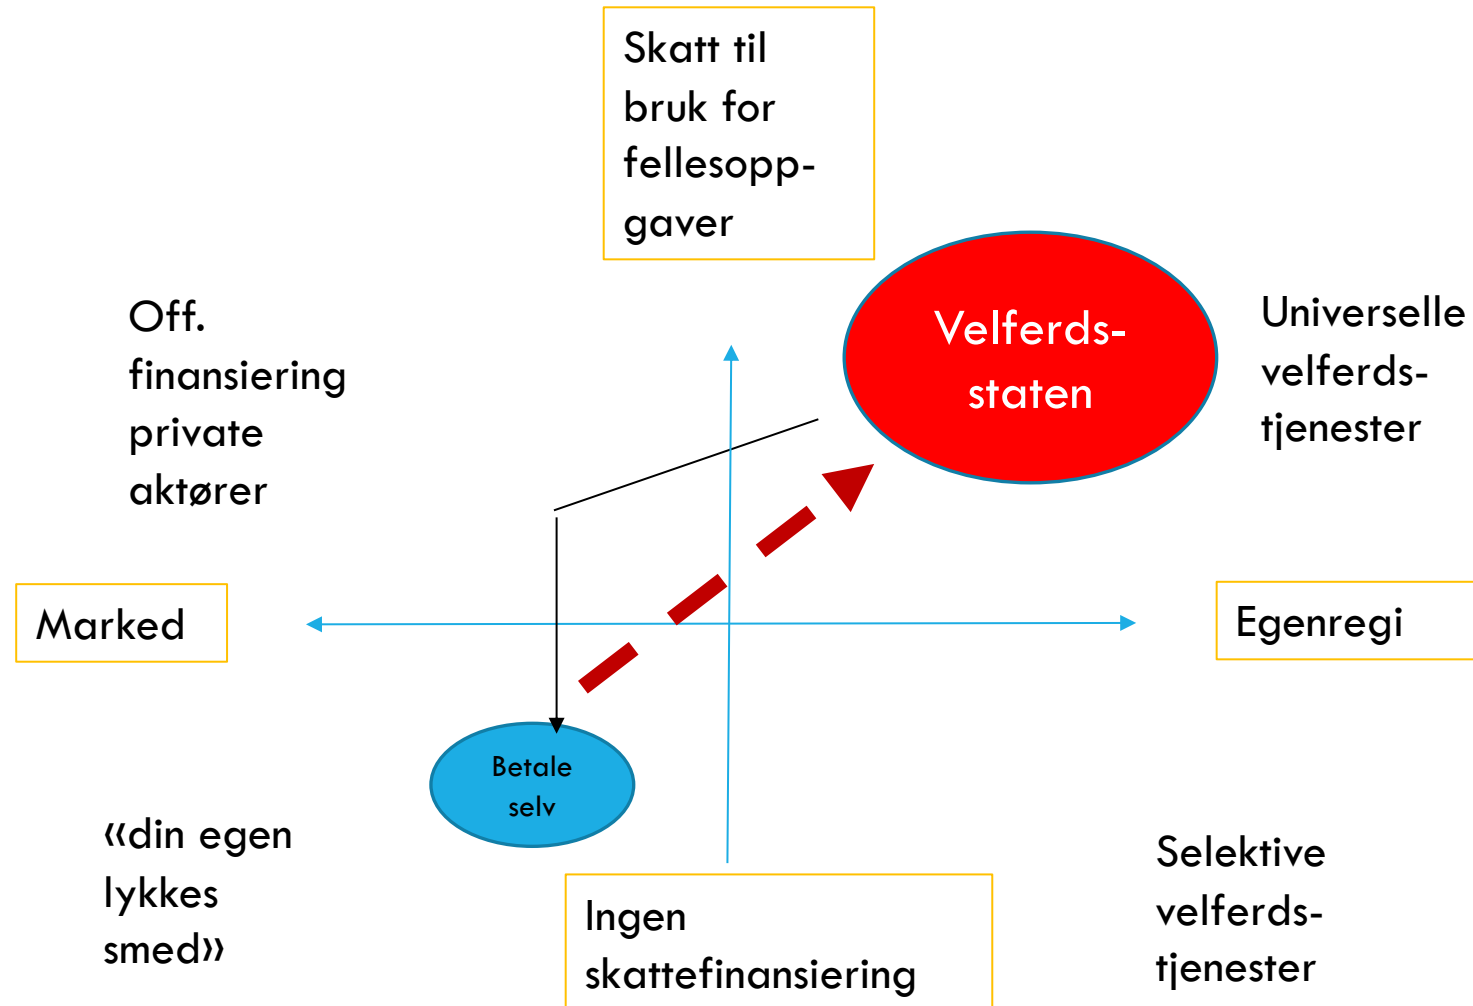 Skatt til
bruk for
fellesopp-
gaver
Off.
finansiering
private
aktører
Velferds-
staten
Universelle
velferds-
tjenester
Marked
Egenregi
Betale
selv
«din egen
lykkes
smed»
Ingen
skattefinansiering
Selektive
velferds-
tjenester